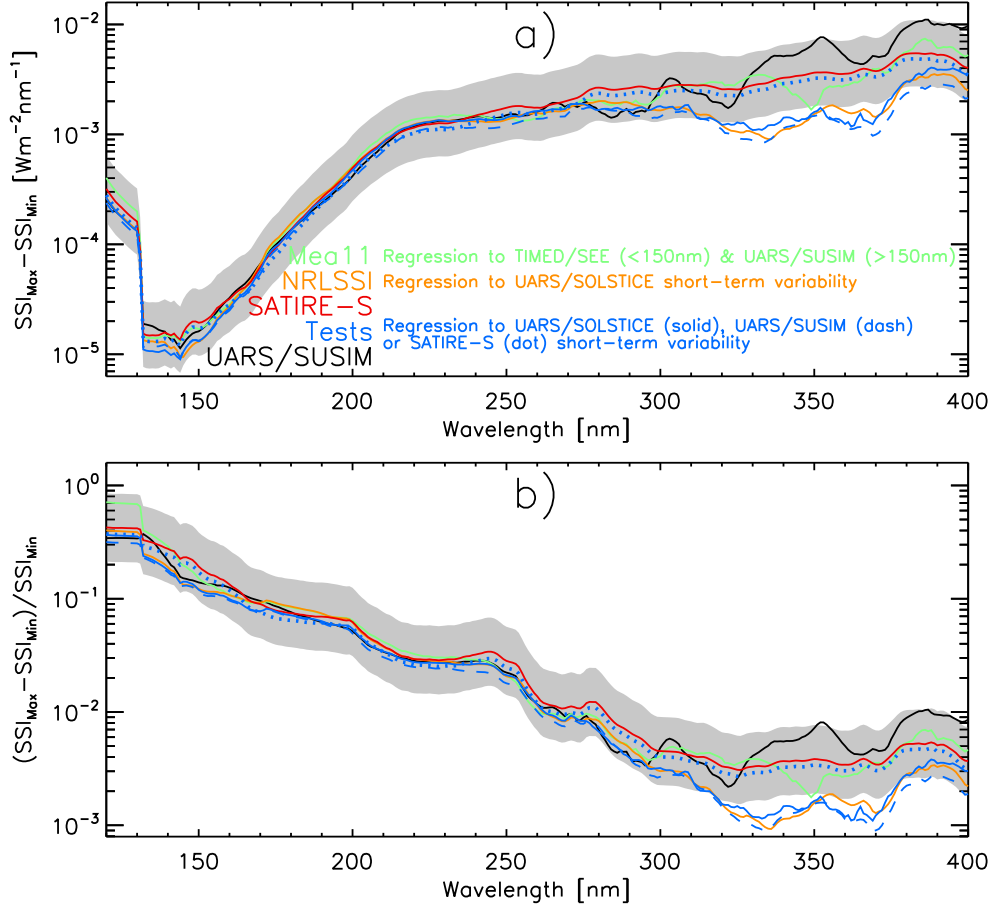 a)
10⁻²
10⁻³
10⁻⁴
10⁻⁵
SSI_Max−SSI_Min [Wm⁻²nm⁻¹]
Mea11 Regression to TIMED/SEE (<150nm) & UARS/SUSIM (>150nm)
NRLSSI Regression to UARS/SOLSTICE short-term variability
SATIRE−S
Tests Regression to UARS/SOLSTICE (solid), UARS/SUSIM (dash)
or SATIRE-S (dot) short-term variability
UARS/SUSIM
150 200 250 300 350 400
Wavelength [nm]
b)
10⁰
10⁻¹
10⁻²
10⁻³
(SSI_Max−SSI_Min)/SSI_Min
150 200 250 300 350 400
Wavelength [nm]